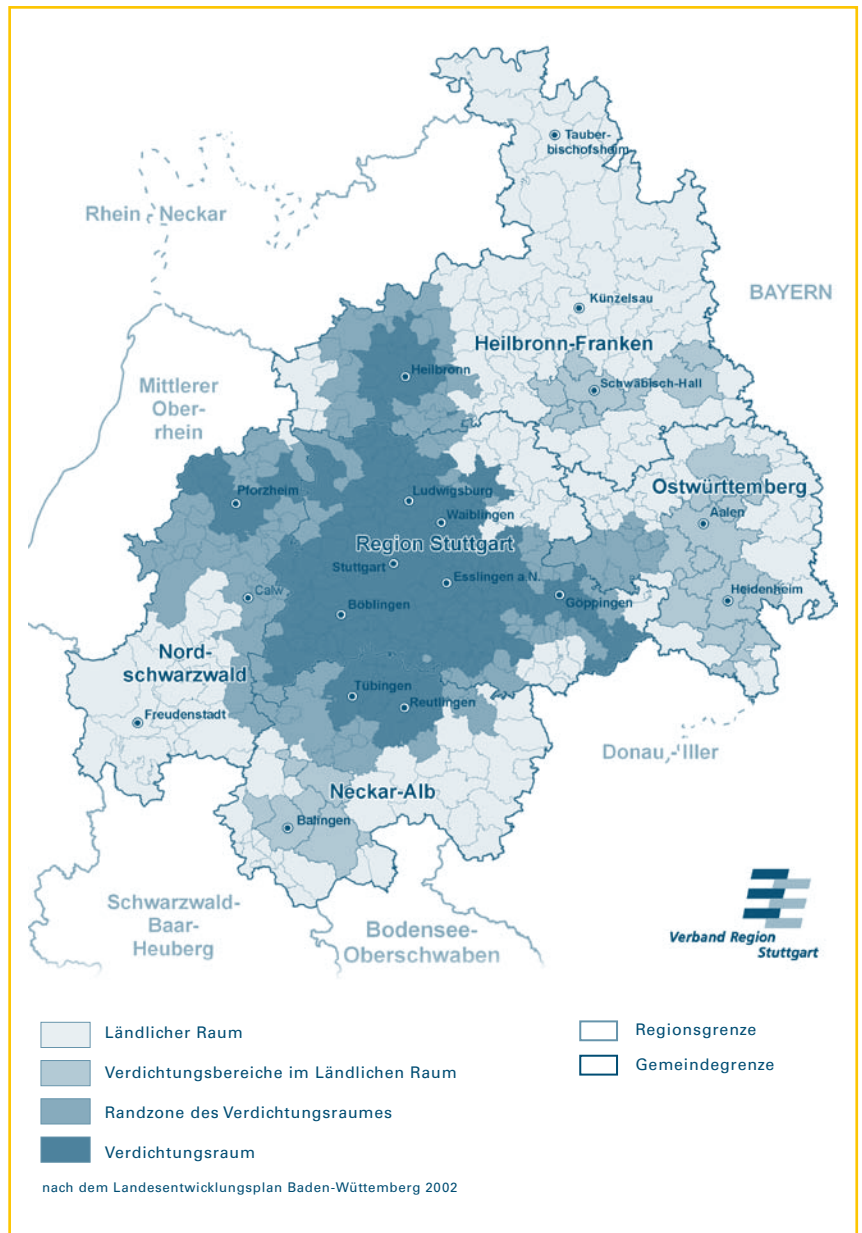 Tauber-
bischofsheim
Rhein - Neckar
BAYERN
Künzelsau
Heilbronn-Franken
Heilbronn
Schwäbisch-Hall
Mittlerer
Ober-
rhein
Ostwürttemberg
Pforzheim
Ludwigsburg
Waiblingen
Aalen
Region Stuttgart
Stuttgart
Esslingen a N.
Calw
Böblingen
Göppingen
Heidenheim
Nord-
schwarzwald
Tübingen
Reutlingen
Freudenstadt
Donau,-Iller
Neckar-Alb
Balingen
Schwarzwald-
Baar-
Heuberg
Bodensee-
Oberschwaben
Verband Region
Stuttgart
Ländlicher Raum
Verdichtungsbereiche im Ländlichen Raum
Randzone des Verdichtungsraumes
Verdichtungsraum
Regionsgrenze
Gemeindegrenze
nach dem Landesentwicklungsplan Baden-Wüttemberg 2002